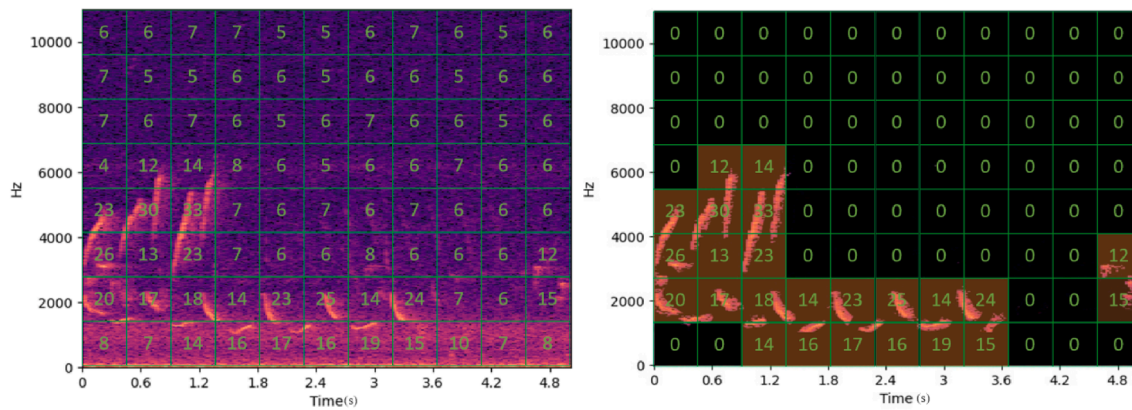 6 6 7 7 5 5 6 7 6 5 6
10000
7 5 5 6 6 6 5 6 5 6 6
8000
7 6 7 6 5 6 7 6 6 5 6
4 12 14 8 6 5 6 6 7 6 6
6000
Hz
23 30 33 7 6 7 6 7 6 6 6
4000
26 13 23 7 6 6 8 6 6 6 12
20 17 18 14 23 25 14 24 7 6 15
2000
8 7 14 16 17 16 19 15 10 7 8
0
0 0.6 1.2 1.8 2.4 3 3.6 4.2 4.8
Time(s)
0 0 0 0 0 0 0 0 0 0 0
10000
0 0 0 0 0 0 0 0 0 0 0
8000
0 0 0 0 0 0 0 0 0 0 0
0 12 14 0 0 0 0 0 0 0 0
6000
Hz
23 30 33 0 0 0 0 0 0 0 0
4000
26 13 23 0 0 0 0 0 0 0 12
20 17 18 14 23 25 14 24 0 0 15
2000
0 0 14 16 17 16 19 15 0 0 0
0
0 0.6 1.2 1.8 2.4 3 3.6 4.2 4.8
Time (s)